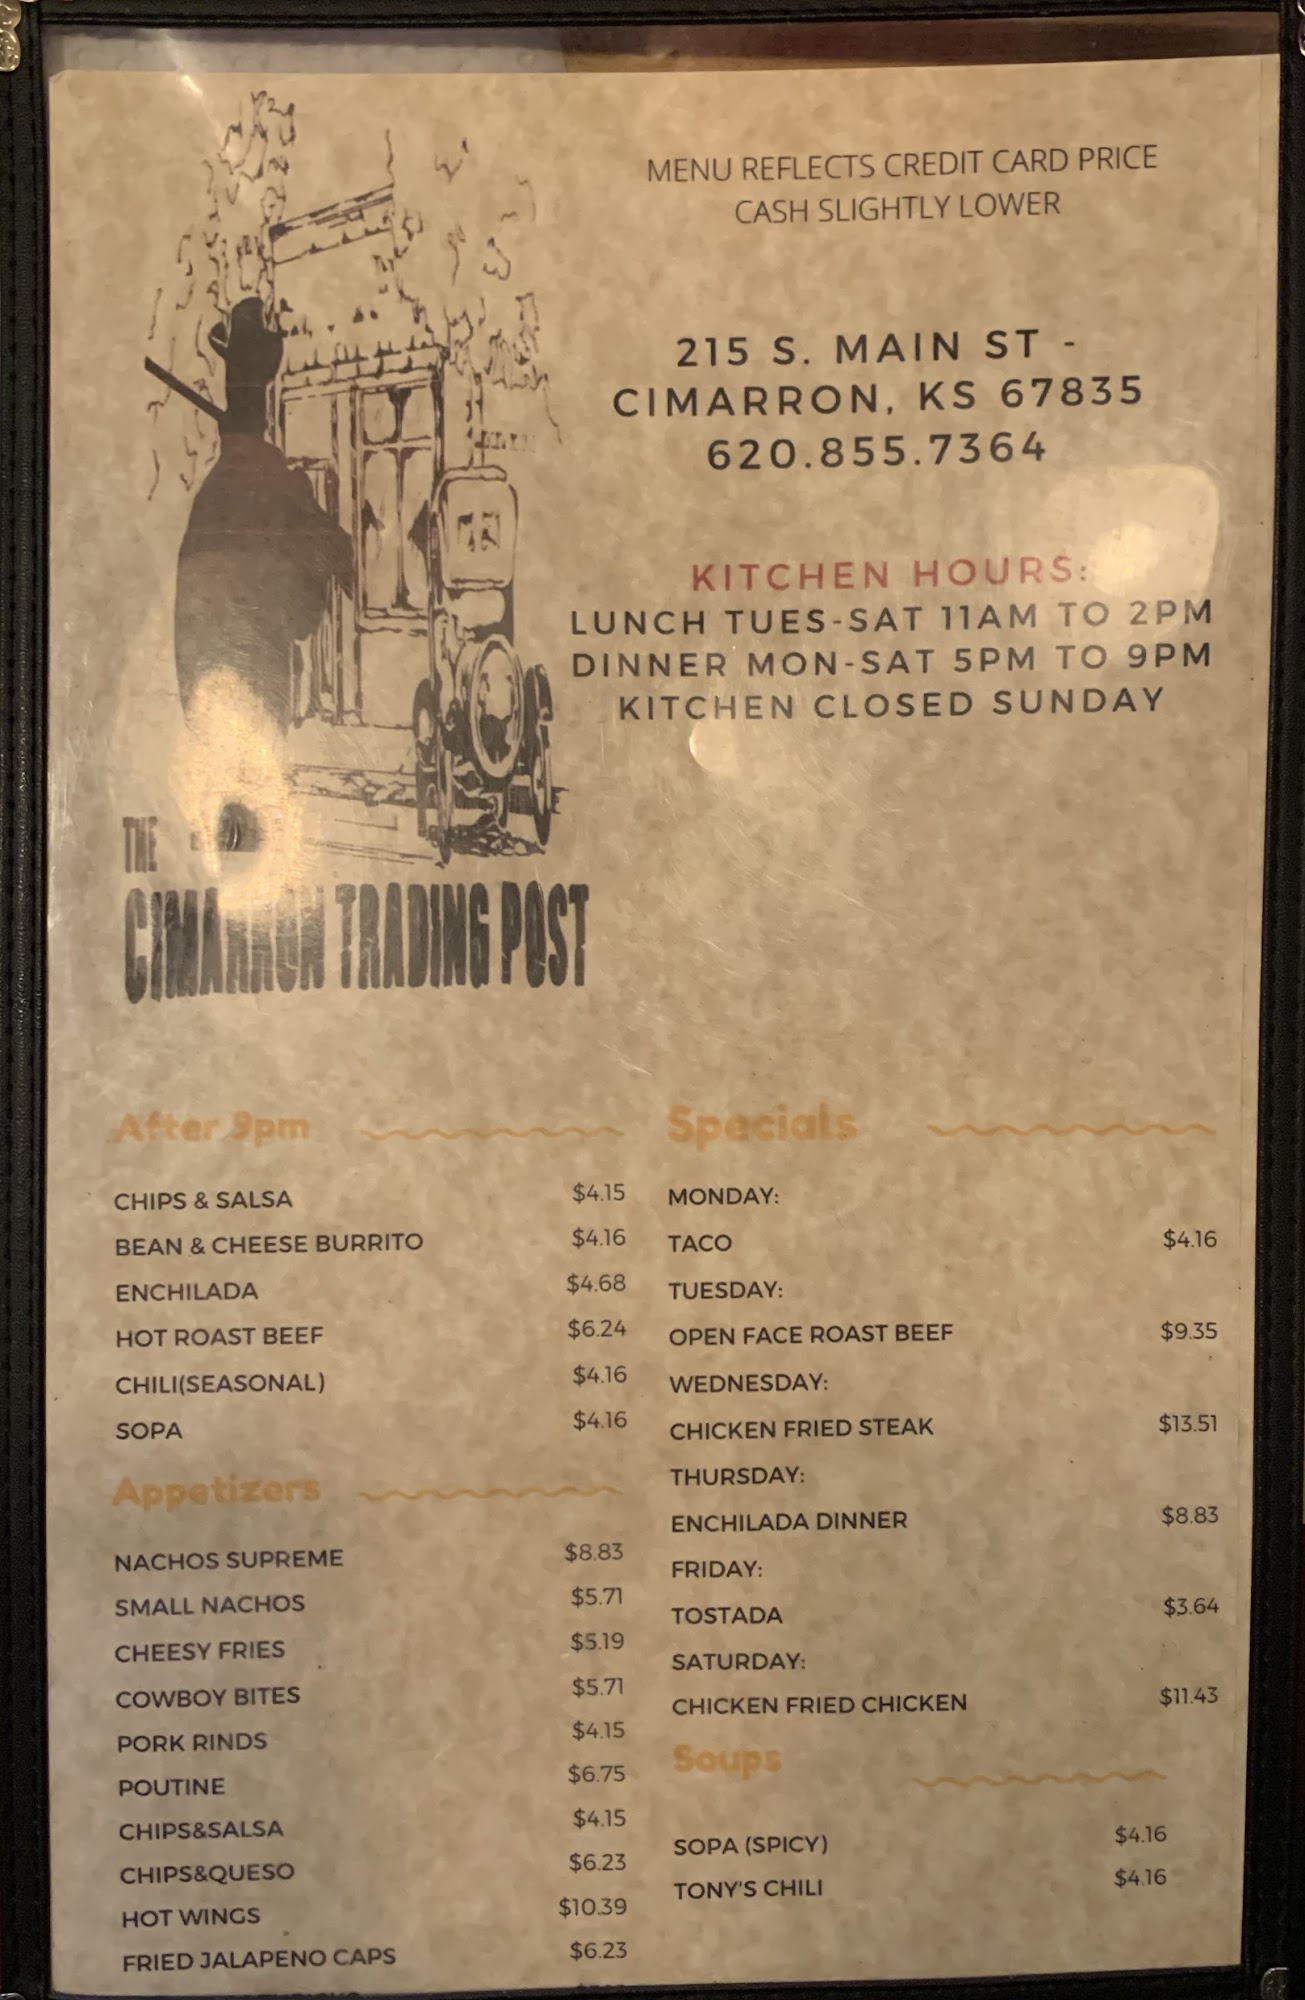 MENU REFLECTS CREDIT CARD PRICE
CASH SLIGHTLY LOWER
215 S. MAIN ST -
CIMARRON, KS 67835
620.855.7364
KITCHEN HOURS:
LUNCH TUES-SAT 11AM TO 2PM
DINNER MON-SAT 5PM TO 9PM
KITCHEN CLOSED SUNDAY
THE
CIMARRON TRADING POST
After 9pm
CHIPS & SALSA $4.15
BEAN & CHEESE BURRITO $4.16
ENCHILADA $4.68
HOT ROAST BEEF $6.24
CHILI(SEASONAL) $4.16
SOPA $4.16
Appetizers
NACHOS SUPREME $8.83
SMALL NACHOS $5.71
CHEESY FRIES $5.19
COWBOY BITES $5.71
PORK RINDS $4.15
POUTINE $6.75
CHIPS&SALSA $4.15
CHIPS&QUESO $6.23
HOT WINGS $10.39
FRIED JALAPENO CAPS $6.23
Specials
MONDAY:
TACO $4.16
TUESDAY:
OPEN FACE ROAST BEEF $9.35
WEDNESDAY:
CHICKEN FRIED STEAK $13.51
THURSDAY:
ENCHILADA DINNER $8.83
FRIDAY:
TOSTADA $3.64
SATURDAY:
CHICKEN FRIED CHICKEN $11.43
Soups
SOPA (SPICY) $4.16
TONY'S CHILI $4.16